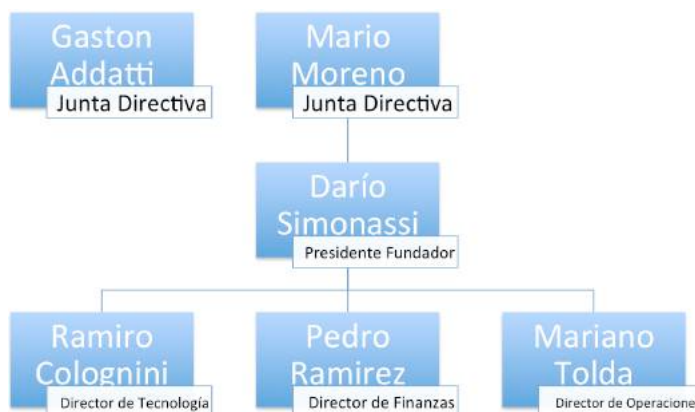 Gaston
Addatti
Junta Directiva
Mario
Moreno
Junta Directiva
Darío
Simonassi
Presidente Fundador
Ramiro
Colognini
Director de Tecnología
Pedro
Ramirez
Director de Finanzas
Mariano
Tolda
Director de Operacione